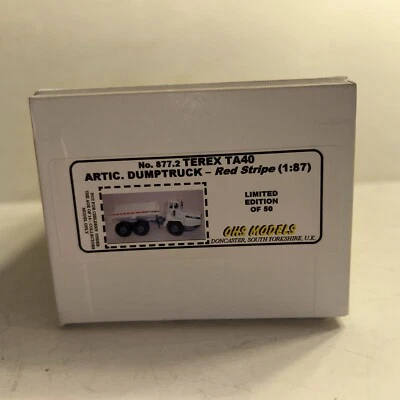 No. 877.2 TEREX TA40
ARTIC. DUMPTRUCK – Red Stripe (1:87)
LIMITED
EDITION
OF 50
OHS MODELS
DONCASTER, SOUTH YORKSHIRE, U.K.